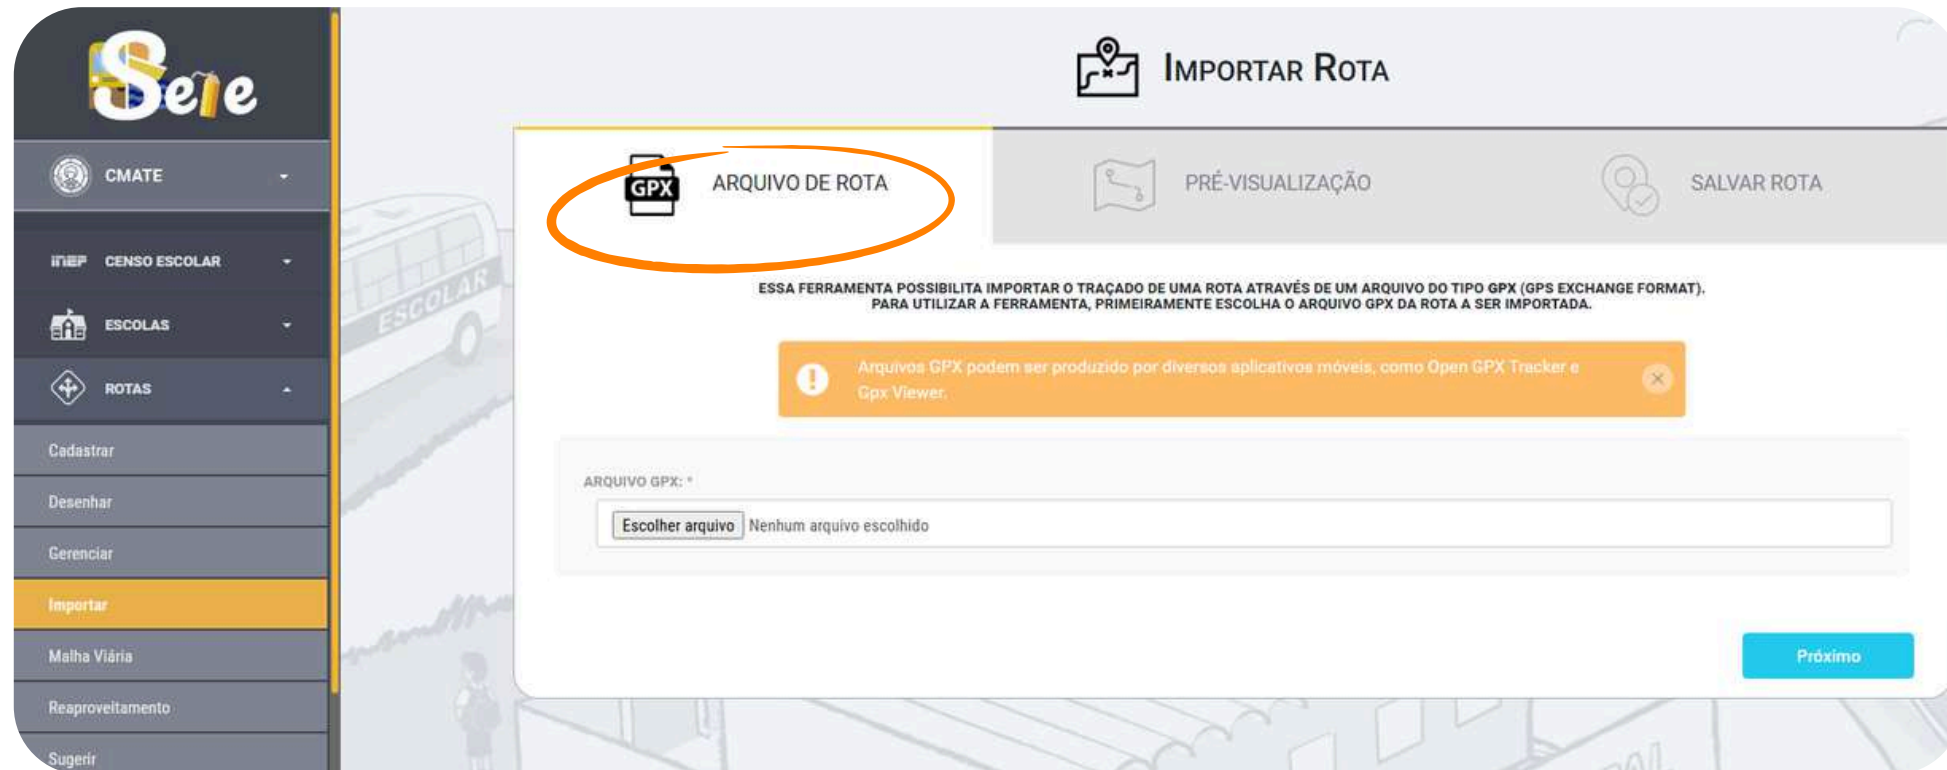 Sete
CMATE
INEP CENSO ESCOLAR
ESCOLAS
ROTAS
Cadastrar
Desenhar
Gerenciar
Importar
Malha Viária
Reaproveitamento
Sugerir
ESCOLAR
IMPORTAR ROTA
GPX ARQUIVO DE ROTA
PRÉ-VISUALIZAÇÃO
SALVAR ROTA
ESSA FERRAMENTA POSSIBILITA IMPORTAR O TRAÇADO DE UMA ROTA ATRAVÉS DE UM ARQUIVO DO TIPO GPX (GPS EXCHANGE FORMAT).
PARA UTILIZAR A FERRAMENTA, PRIMEIRAMENTE ESCOLHA O ARQUIVO GPX DA ROTA A SER IMPORTADA.
Arquivos GPX podem ser produzido por diversos aplicativos móveis, como Open GPX Tracker e
Gpx Viewer.
ARQUIVO GPX: *
Escolher arquivo Nenhum arquivo escolhido
Próximo